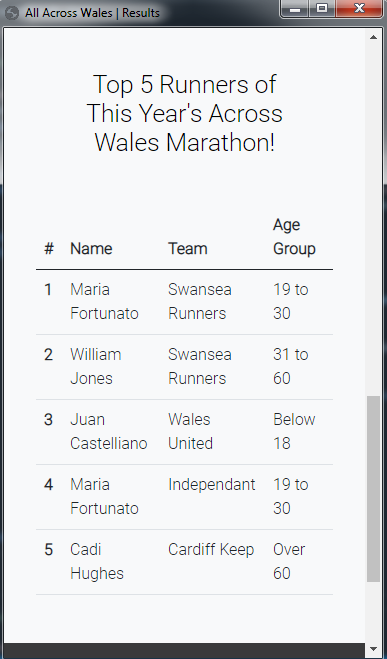 All Across Wales | Results
Top 5 Runners of
This Year's Across
Wales Marathon!
Age
# Name Team Group
1 Maria Swansea 19 to
Fortunato Runners 30
2 William Swansea 31 to
Jones Runners 60
3 Juan Wales Below
Castelliano United 18
4 Maria Independant 19 to
Fortunato 30
5 Cadi Cardiff Keep Over
Hughes 60